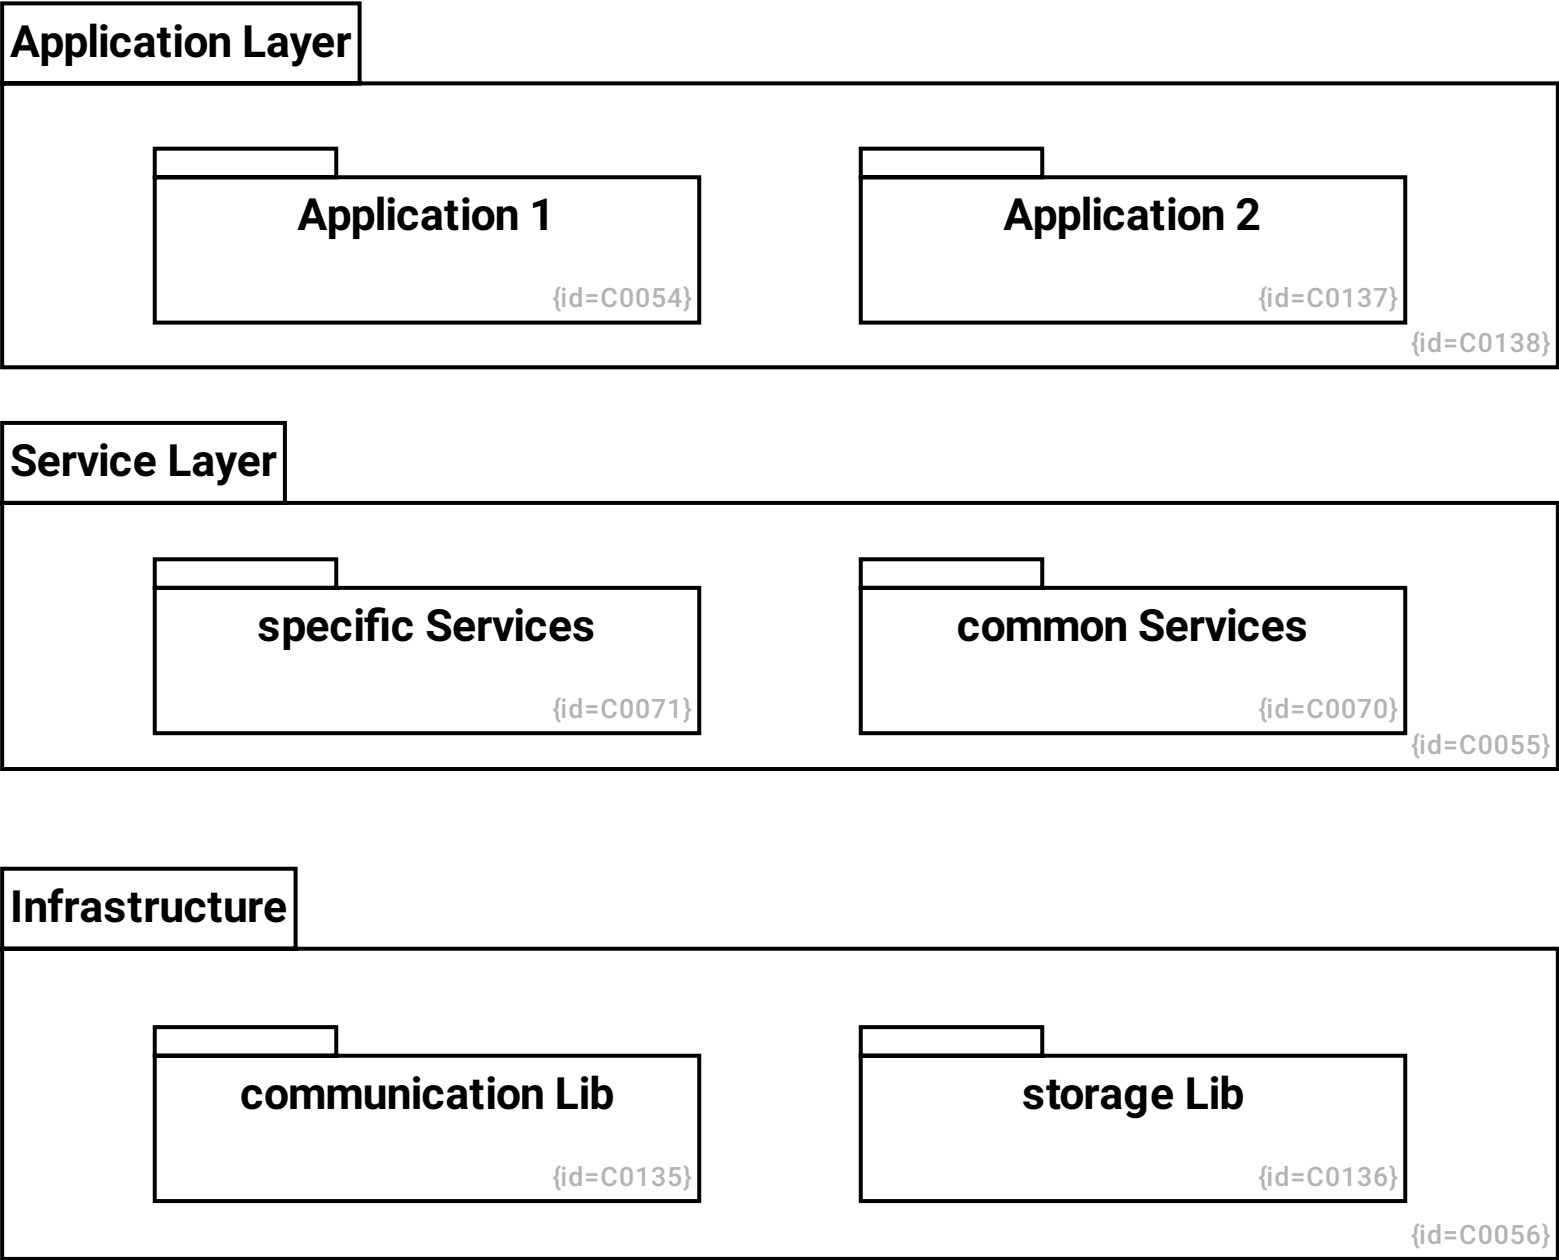 Application Layer
Application 1
Application 2
{id=C0054}
{id=C0137}
{id=C0138}
Service Layer
specific Services
common Services
{id=C0071}
{id=C0070}
{id=C0055}
Infrastructure
communication Lib
storage Lib
{id=C0135}
{id=C0136}
{id=C0056}